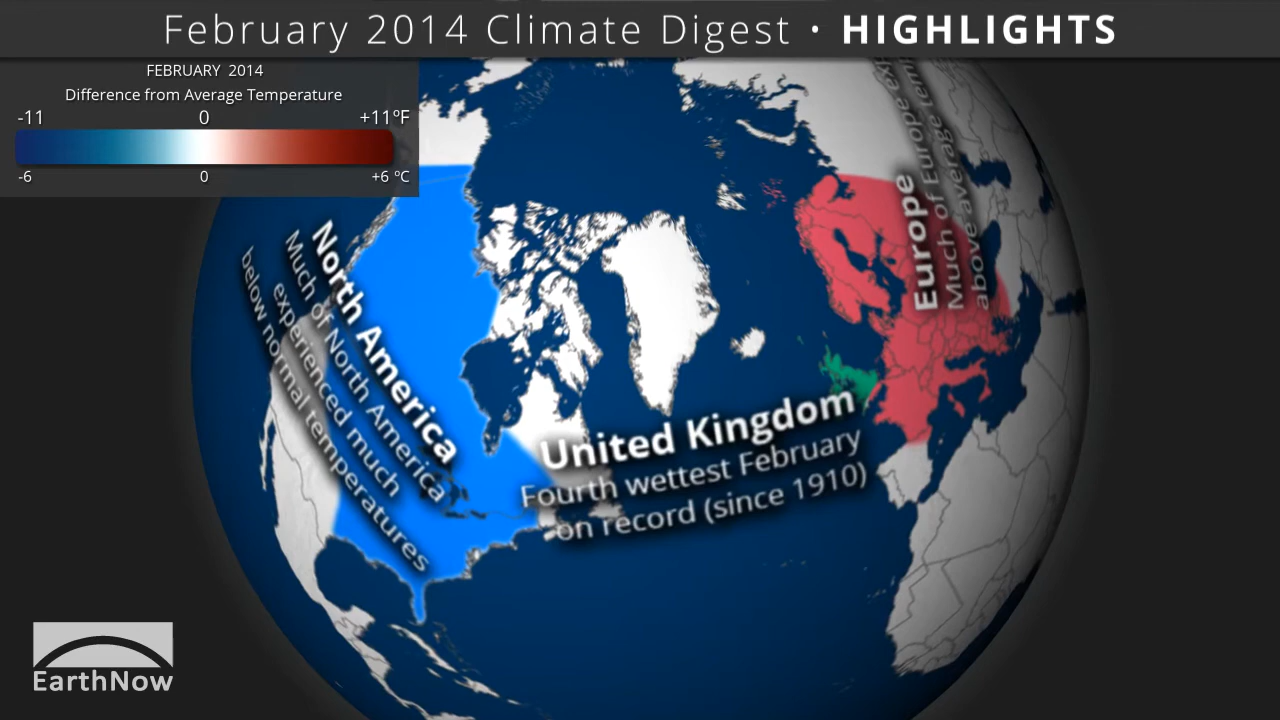 February 2014 Climate Digest • HIGHLIGHTS
FEBRUARY 2014
Difference from Average Temperature
-11 0 +11ºF
-6 0 +6 ºC
North America
Much of North America
experienced much
below normal temperatures
United Kingdom
Fourth wettest February
on record (since 1910)
Europe
Much of Europe
above average
EarthNow